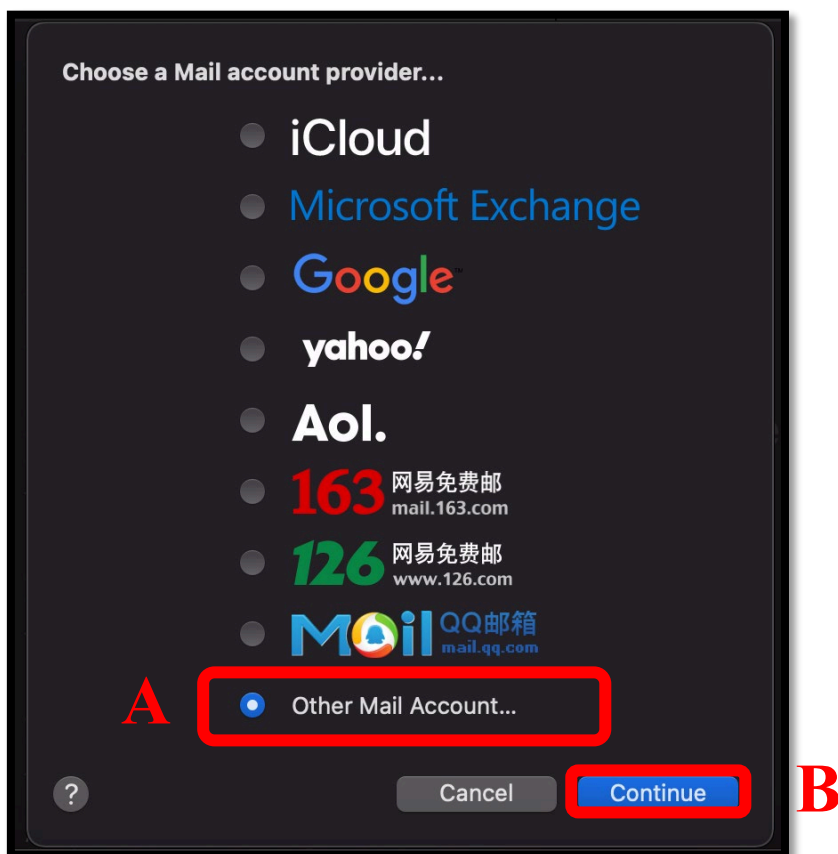 Choose a Mail account provider...
iCloud
Microsoft Exchange
Google
yahoo!
Aol.
163 网易免费邮
mail.163.com
126 网易免费邮
www.126.com
Mail QQ邮箱
mail.qq.com
A
Other Mail Account...
?
Cancel
Continue
B